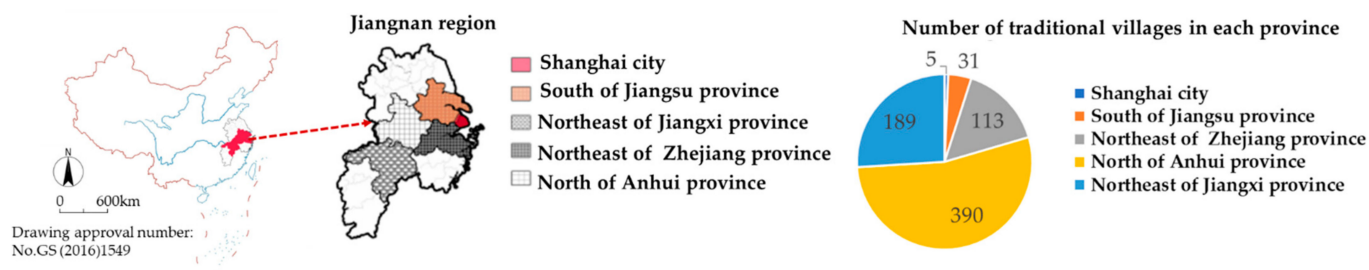 Jiangnan region
Shanghai city
South of Jiangsu province
Northeast of Jiangxi province
Northeast of Zhejiang province
North of Anhui province
N
0 600km
Drawing approval number:
No.GS (2016)1549
Number of traditional villages in each province
5 31
189
113
390
Shanghai city
South of Jiangsu province
Northeast of Zhejiang province
North of Anhui province
Northeast of Jiangxi province